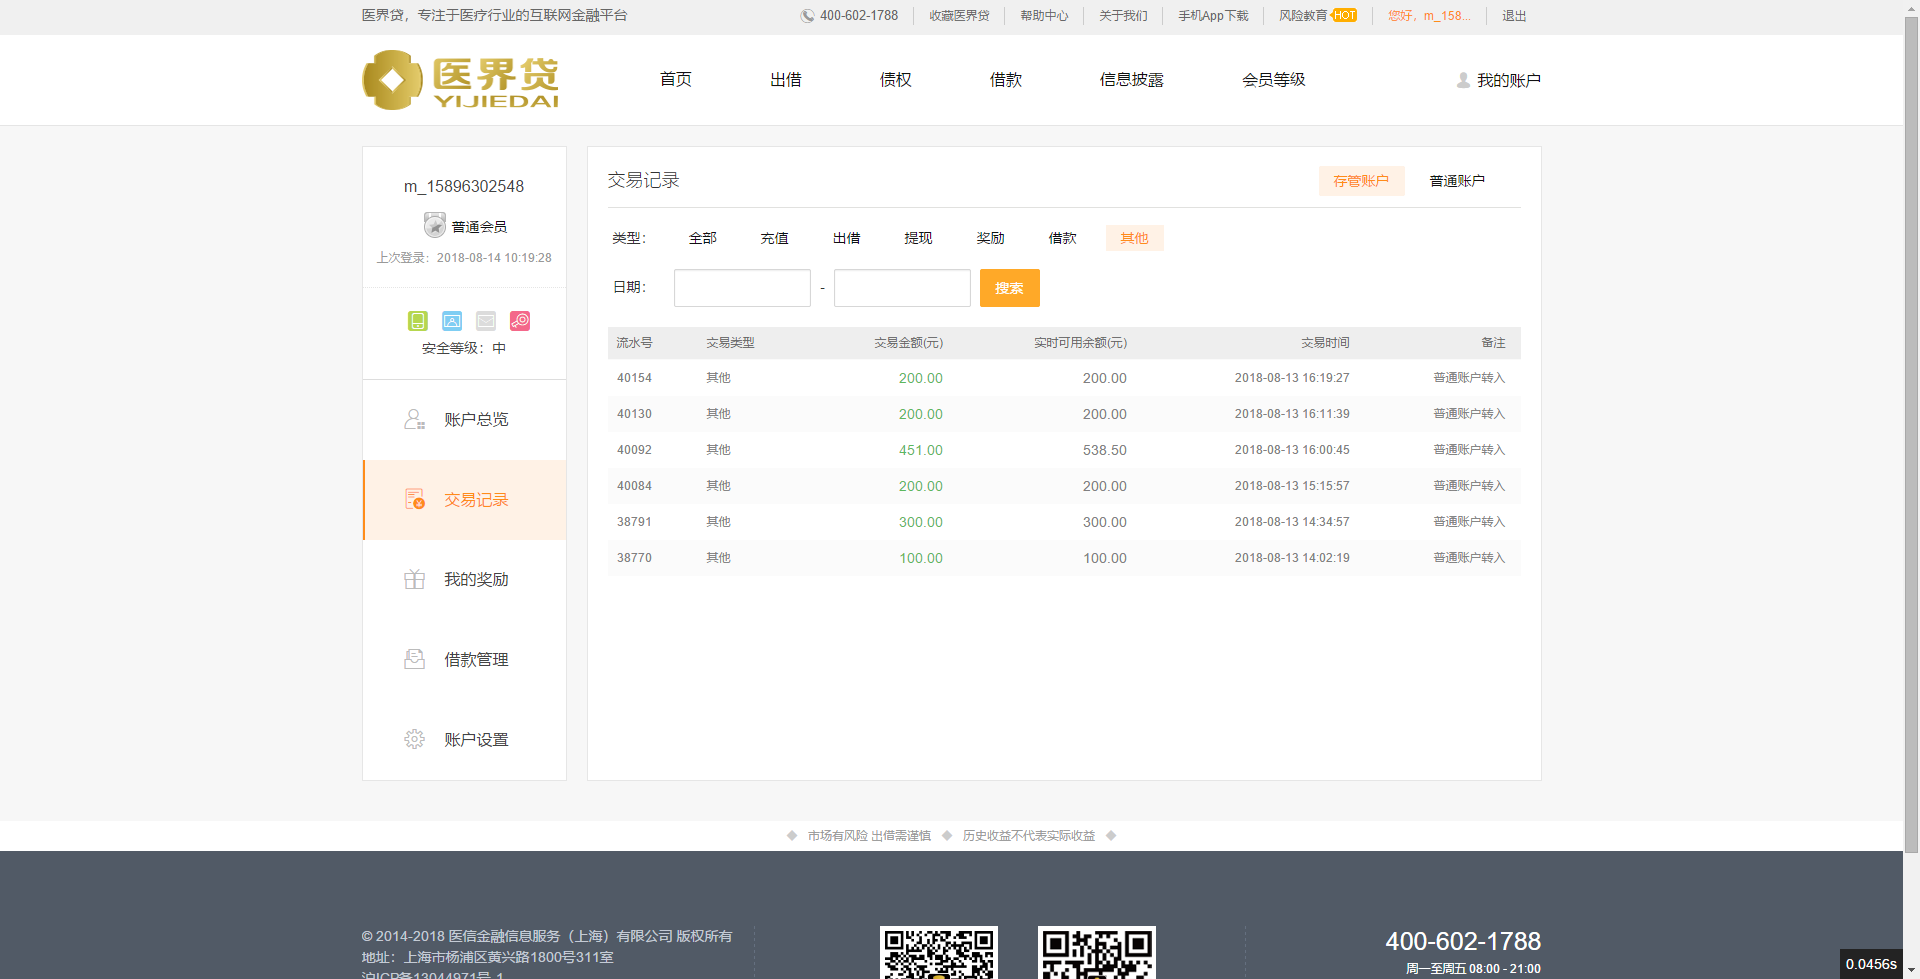 医界贷，专注于医疗行业的互联网金融平台 400-602-1788 收藏医界贷 帮助中心 关于我们 手机App下载 风险教育 HOT 您好，m_158... 退出
医界贷 YIJIEDAI 首页 出借 债权 借款 信息披露 会员等级 我的账户
m_15896302548
普通会员
上次登录：2018-08-14 10:19:28
安全等级：中
账户总览
交易记录
我的奖励
借款管理
账户设置
交易记录 存管账户 普通账户
类型： 全部 充值 出借 提现 奖励 借款 其他
日期： - 搜索
流水号 交易类型 交易金额(元) 实时可用余额(元) 交易时间 备注
40154 其他 200.00 200.00 2018-08-13 16:19:27 普通账户转入
40130 其他 200.00 200.00 2018-08-13 16:11:39 普通账户转入
40092 其他 451.00 538.50 2018-08-13 16:00:45 普通账户转入
40084 其他 200.00 200.00 2018-08-13 15:15:57 普通账户转入
38791 其他 300.00 300.00 2018-08-13 14:34:57 普通账户转入
38770 其他 100.00 100.00 2018-08-13 14:02:19 普通账户转入
◆ 市场有风险 出借需谨慎 ◆ 历史收益不代表实际收益 ◆
© 2014-2018 医信金融信息服务（上海）有限公司 版权所有
地址：上海市杨浦区黄兴路1800号311室
沪ICP备13044971号-1
400-602-1788
周一至周五 08:00 - 21:00
0.0456s